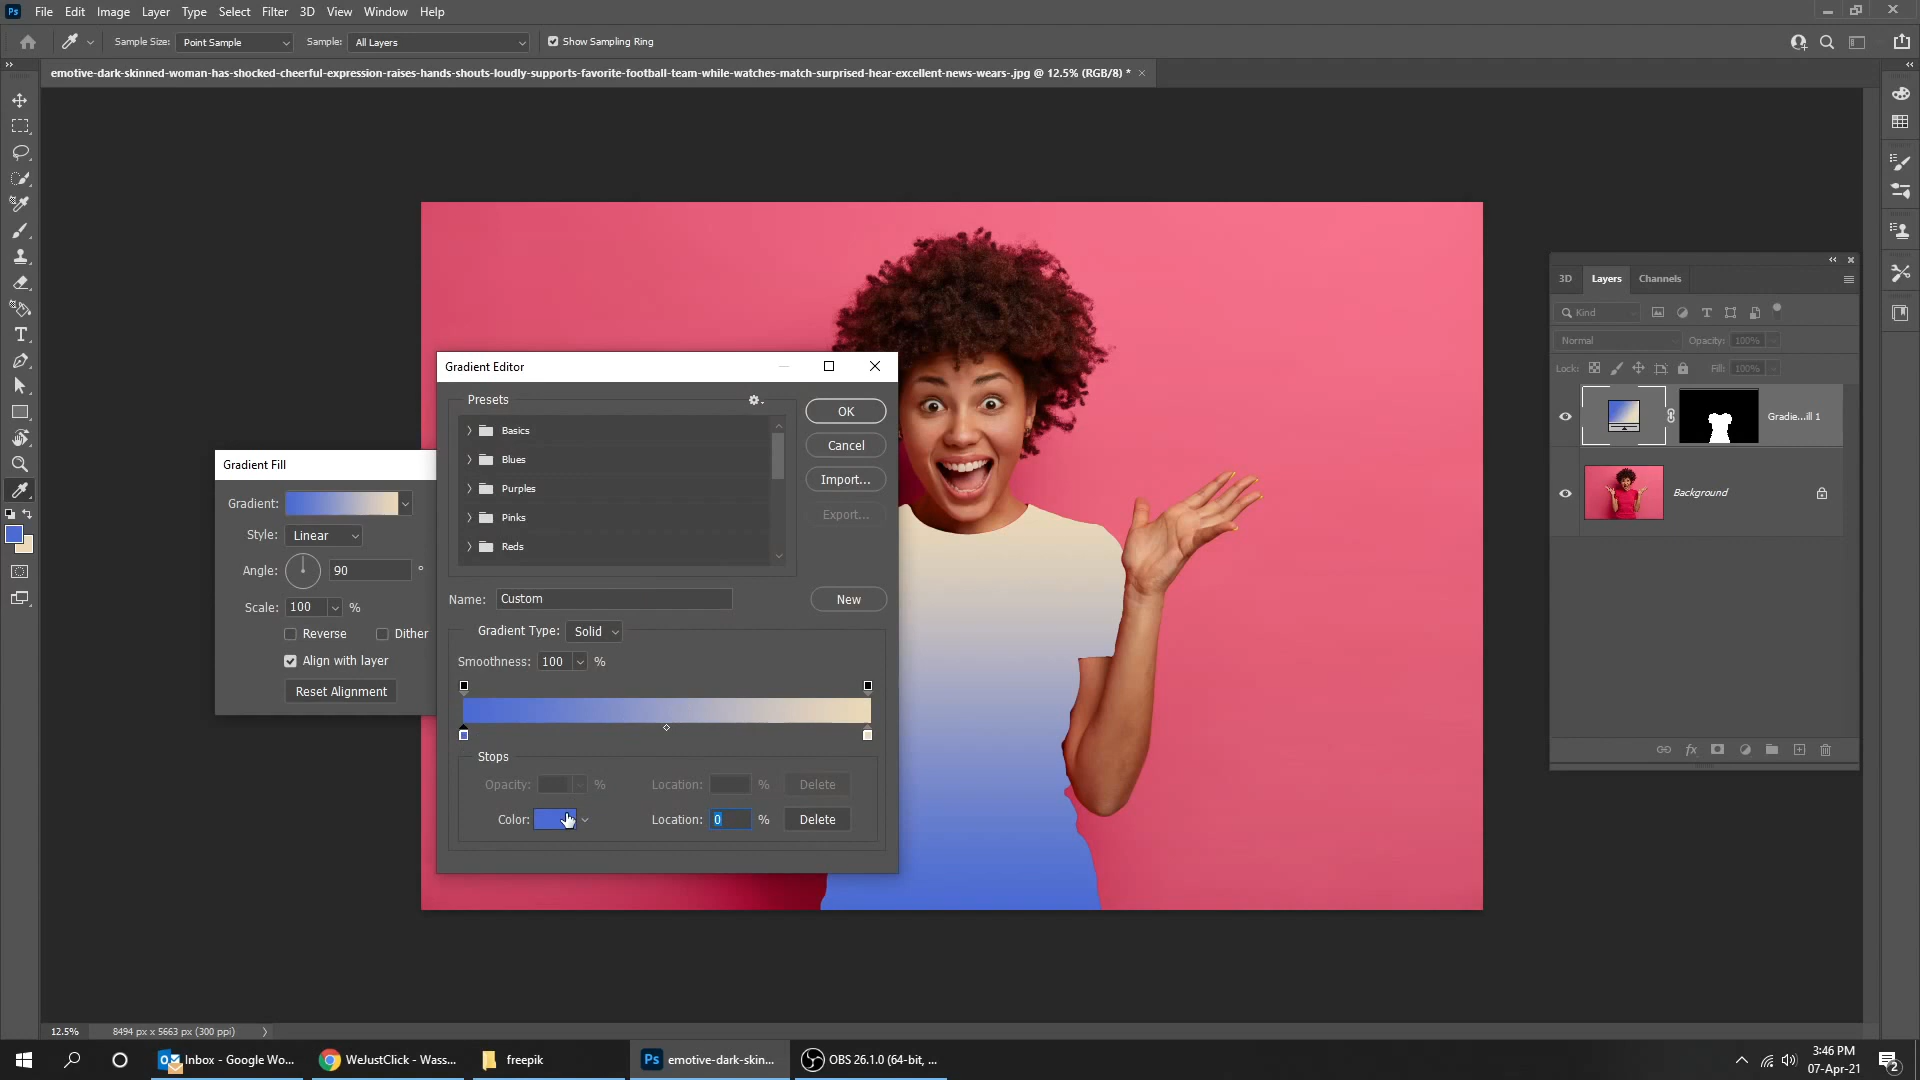 Ps File Edit Image Layer Type Select Filter 3D View Window Help
Sample Size: Point Sample Sample: All Layers Show Sampling Ring
emotive-dark-skinned-woman-has-shocked-cheerful-expression-raises-hands-shouts-loudly-supports-favorite-football-team-while-watches-match-surprised-hear-excellent-news-wears-.jpg @ 12.5% (RGB/8) * ×
3D Layers Channels
Kind
Normal Opacity: 100%
Lock: Fill: 100%
Gradie...ill 1
Background
fx
Gradient Fill
Gradient:
Style: Linear
Angle: 90 °
Scale: 100 %
Reverse Dither
Align with layer
Reset Alignment
Gradient Editor
Presets
Basics
Blues
Purples
Pinks
Reds
OK
Cancel
Import...
Export...
Name: Custom New
Gradient Type: Solid
Smoothness: 100 %
Stops
Opacity: % Location: % Delete
Color: Location: 0 % Delete
12.5% 8494 px x 5663 px (300 ppi)
Inbox - Google Wo... WeJustClick - Wass... freepik Ps emotive-dark-skin... OBS 26.1.0 (64-bit, ...
3:46 PM
07-Apr-21
2